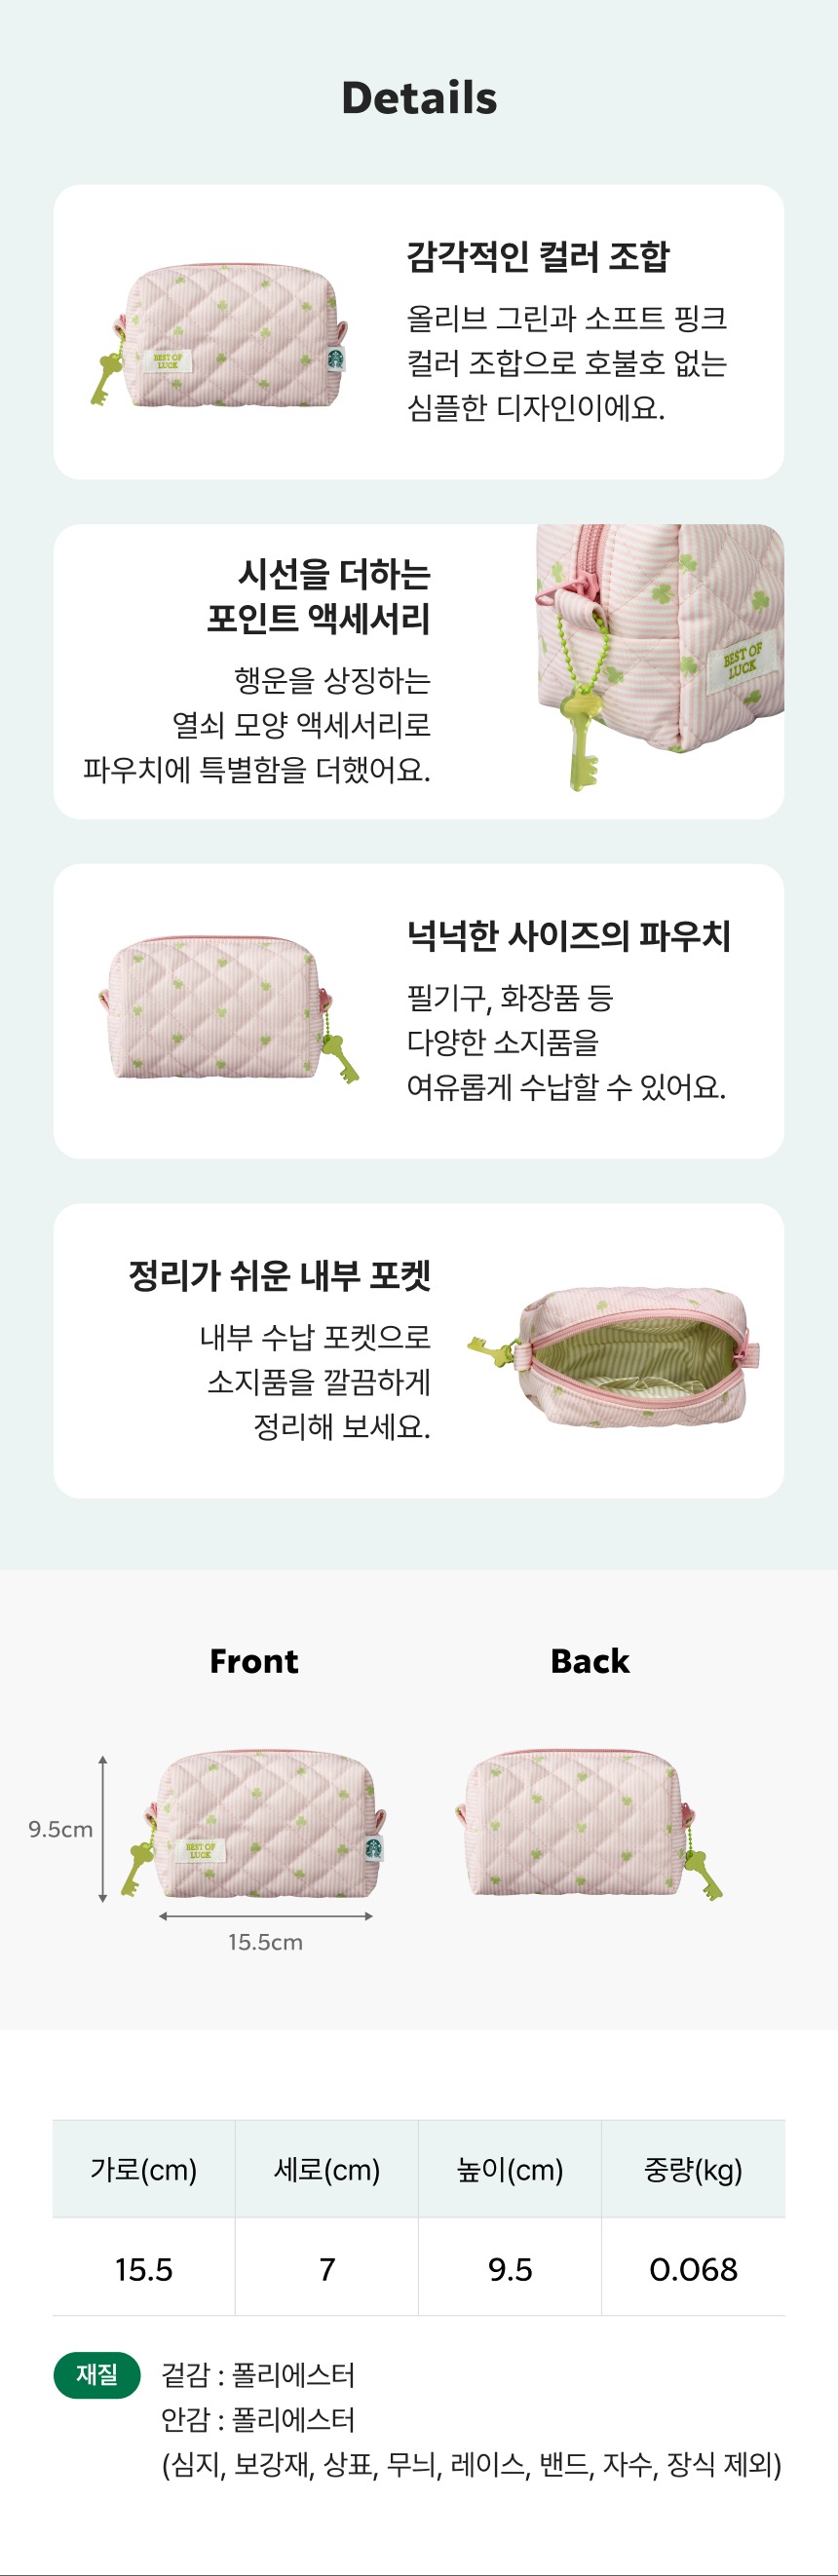 Details
BEST OF
LUCK
감각적인 컬러 조합
올리브 그린과 소프트 핑크
컬러 조합으로 호불호 없는
심플한 디자인이에요.
시선을 더하는
포인트 액세서리
행운을 상징하는
열쇠 모양 액세서리로
파우치에 특별함을 더했어요.
BEST OF
LUCK
넉넉한 사이즈의 파우치
필기구, 화장품 등
다양한 소지품을
여유롭게 수납할 수 있어요.
정리가 쉬운 내부 포켓
내부 수납 포켓으로
소지품을 깔끔하게
정리해 보세요.
Front
Back
9.5cm
BEST OF
LUCK
15.5cm
가로(cm) 세로(cm) 높이(cm) 중량(kg)
15.5 7 9.5 0.068
재질 겉감 : 폴리에스터
안감 : 폴리에스터
(심지, 보강재, 상표, 무늬, 레이스, 밴드, 자수, 장식 제외)